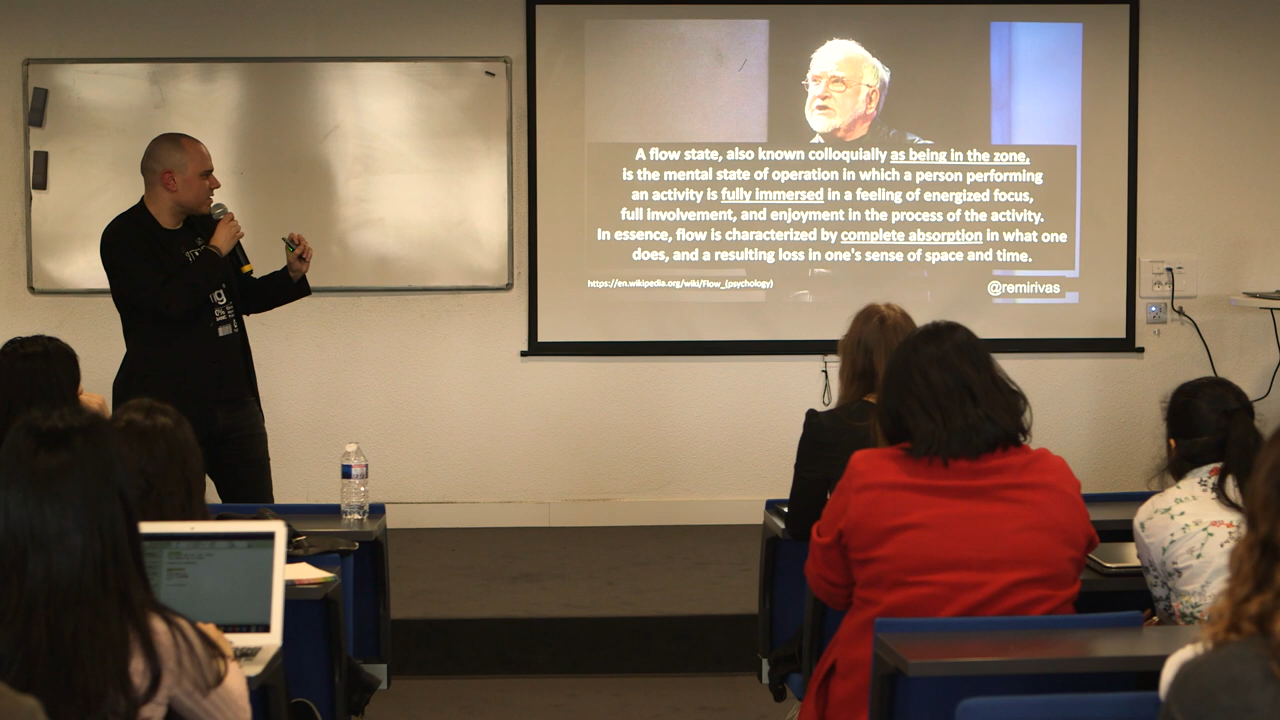 A flow state, also known colloquially as being in the zone,
is the mental state of operation in which a person performing
an activity is fully immersed in a feeling of energized focus,
full involvement, and enjoyment in the process of the activity.
In essence, flow is characterized by complete absorption in what one
does, and a resulting loss in one's sense of space and time.
https://en.wikipedia.org/wiki/Flow_(psychology)
@remirivas